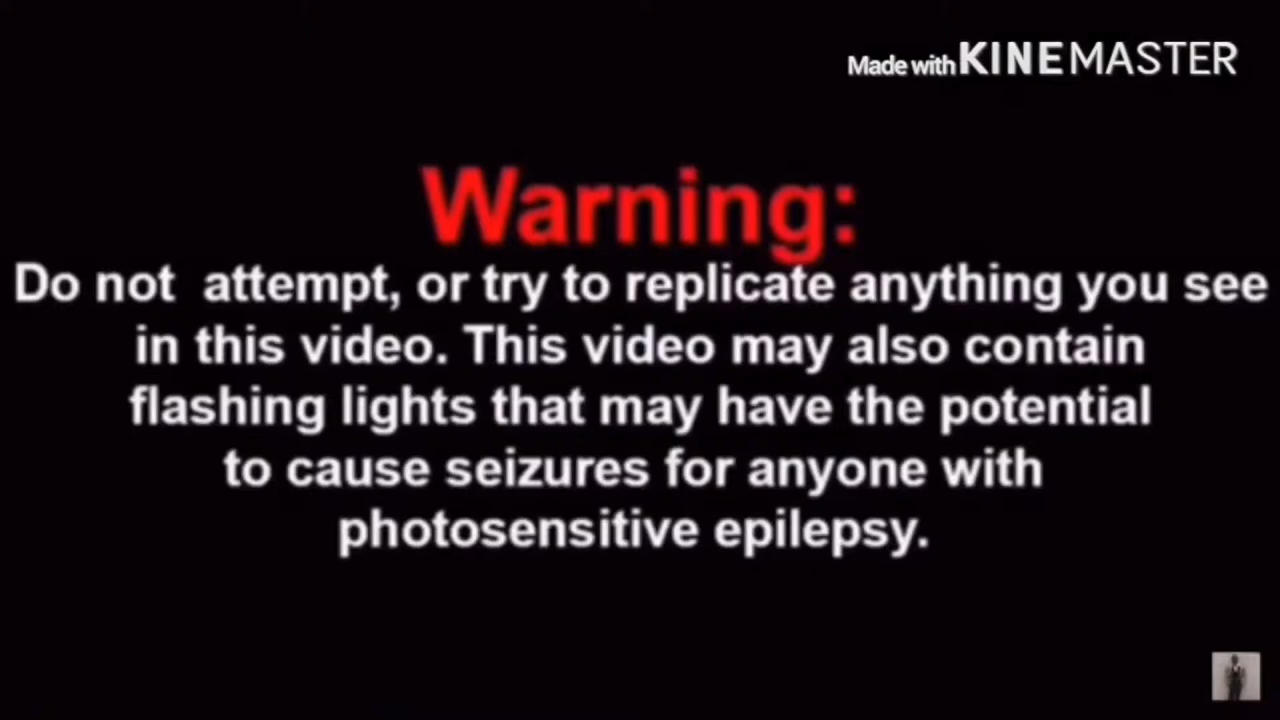 Made with KINEMASTER
Warning:
Do not  attempt, or try to replicate anything you see
in this video. This video may also contain
flashing lights that may have the potential
to cause seizures for anyone with
photosensitive epilepsy.